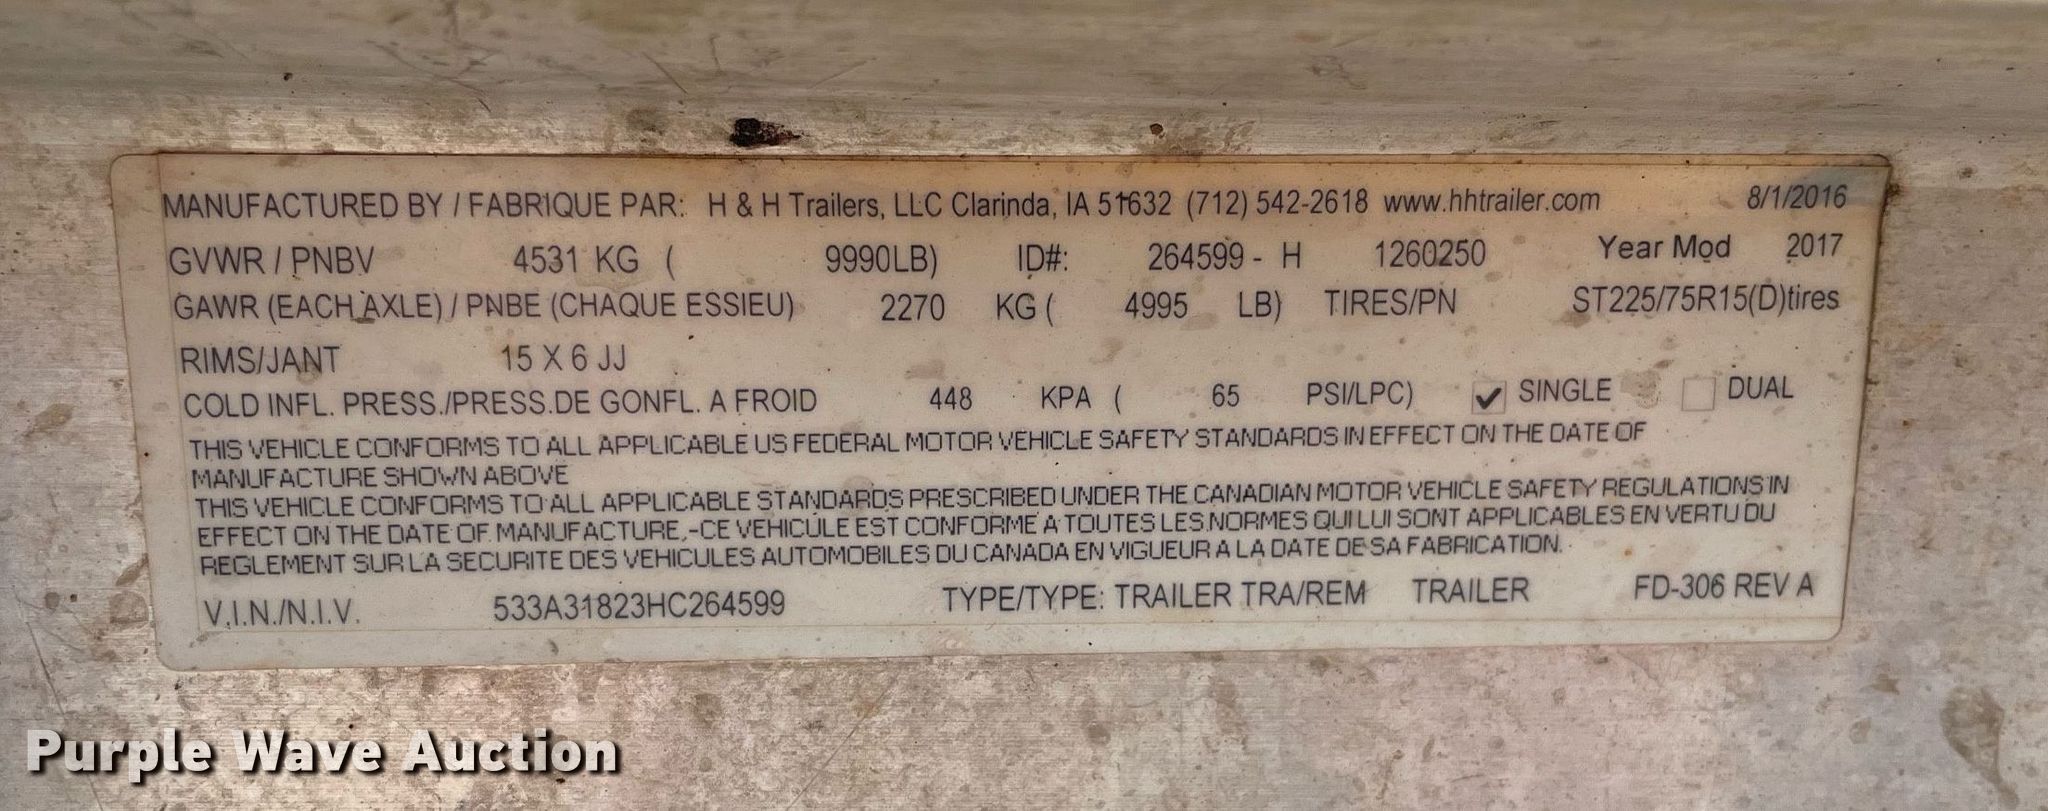 MANUFACTURED BY / FABRIQUE PAR: H & H Trailers, LLC Clarinda, IA 51632 (712) 542-2618 www.hhtrailer.com 8/1/2016
GVWR / PNBV 4531 KG ( 9990LB) ID#: 264599 - H 1260250 Year Mod 2017
GAWR (EACH AXLE) / PNBE (CHAQUE ESSIEU) 2270 KG ( 4995 LB) TIRES/PN ST225/75R15(D)tires
RIMS/JANT 15 X 6 JJ
COLD INFL. PRESS./PRESS.DE GONFL. A FROID 448 KPA ( 65 PSI/LPC) ✔ SINGLE ☐ DUAL
THIS VEHICLE CONFORMS TO ALL APPLICABLE US FEDERAL MOTOR VEHICLE SAFETY STANDARDS IN EFFECT ON THE DATE OF
MANUFACTURE SHOWN ABOVE
THIS VEHICLE CONFORMS TO ALL APPLICABLE STANDARDS PRESCRIBED UNDER THE CANADIAN MOTOR VEHICLE SAFETY REGULATIONS IN
EFFECT ON THE DATE OF MANUFACTURE,-CE VEHICULE EST CONFORME A TOUTES LES NORMES QUI LUI SONT APPLICABLES EN VERTU DU
REGLEMENT SUR LA SECURITE DES VEHICULES AUTOMOBILES DU CANADA EN VIGUEUR A LA DATE DE SA FABRICATION.
V.I.N./N.I.V. 533A31823HC264599 TYPE/TYPE: TRAILER TRA/REM TRAILER FD-306 REV A
Purple Wave Auction